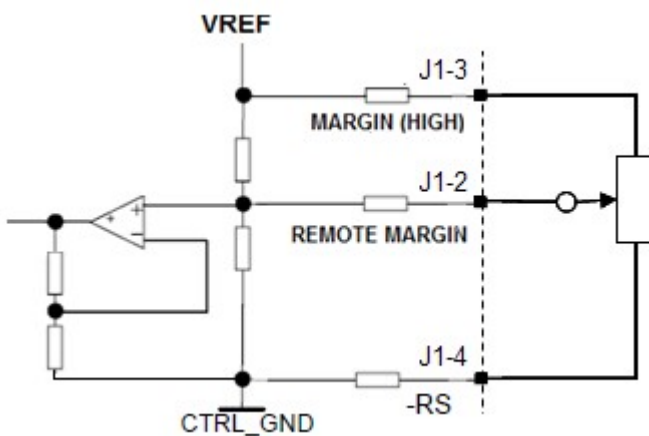 VREF
J1-3
MARGIN (HIGH)
J1-2
REMOTE MARGIN
J1-4
-RS
CTRL_GND